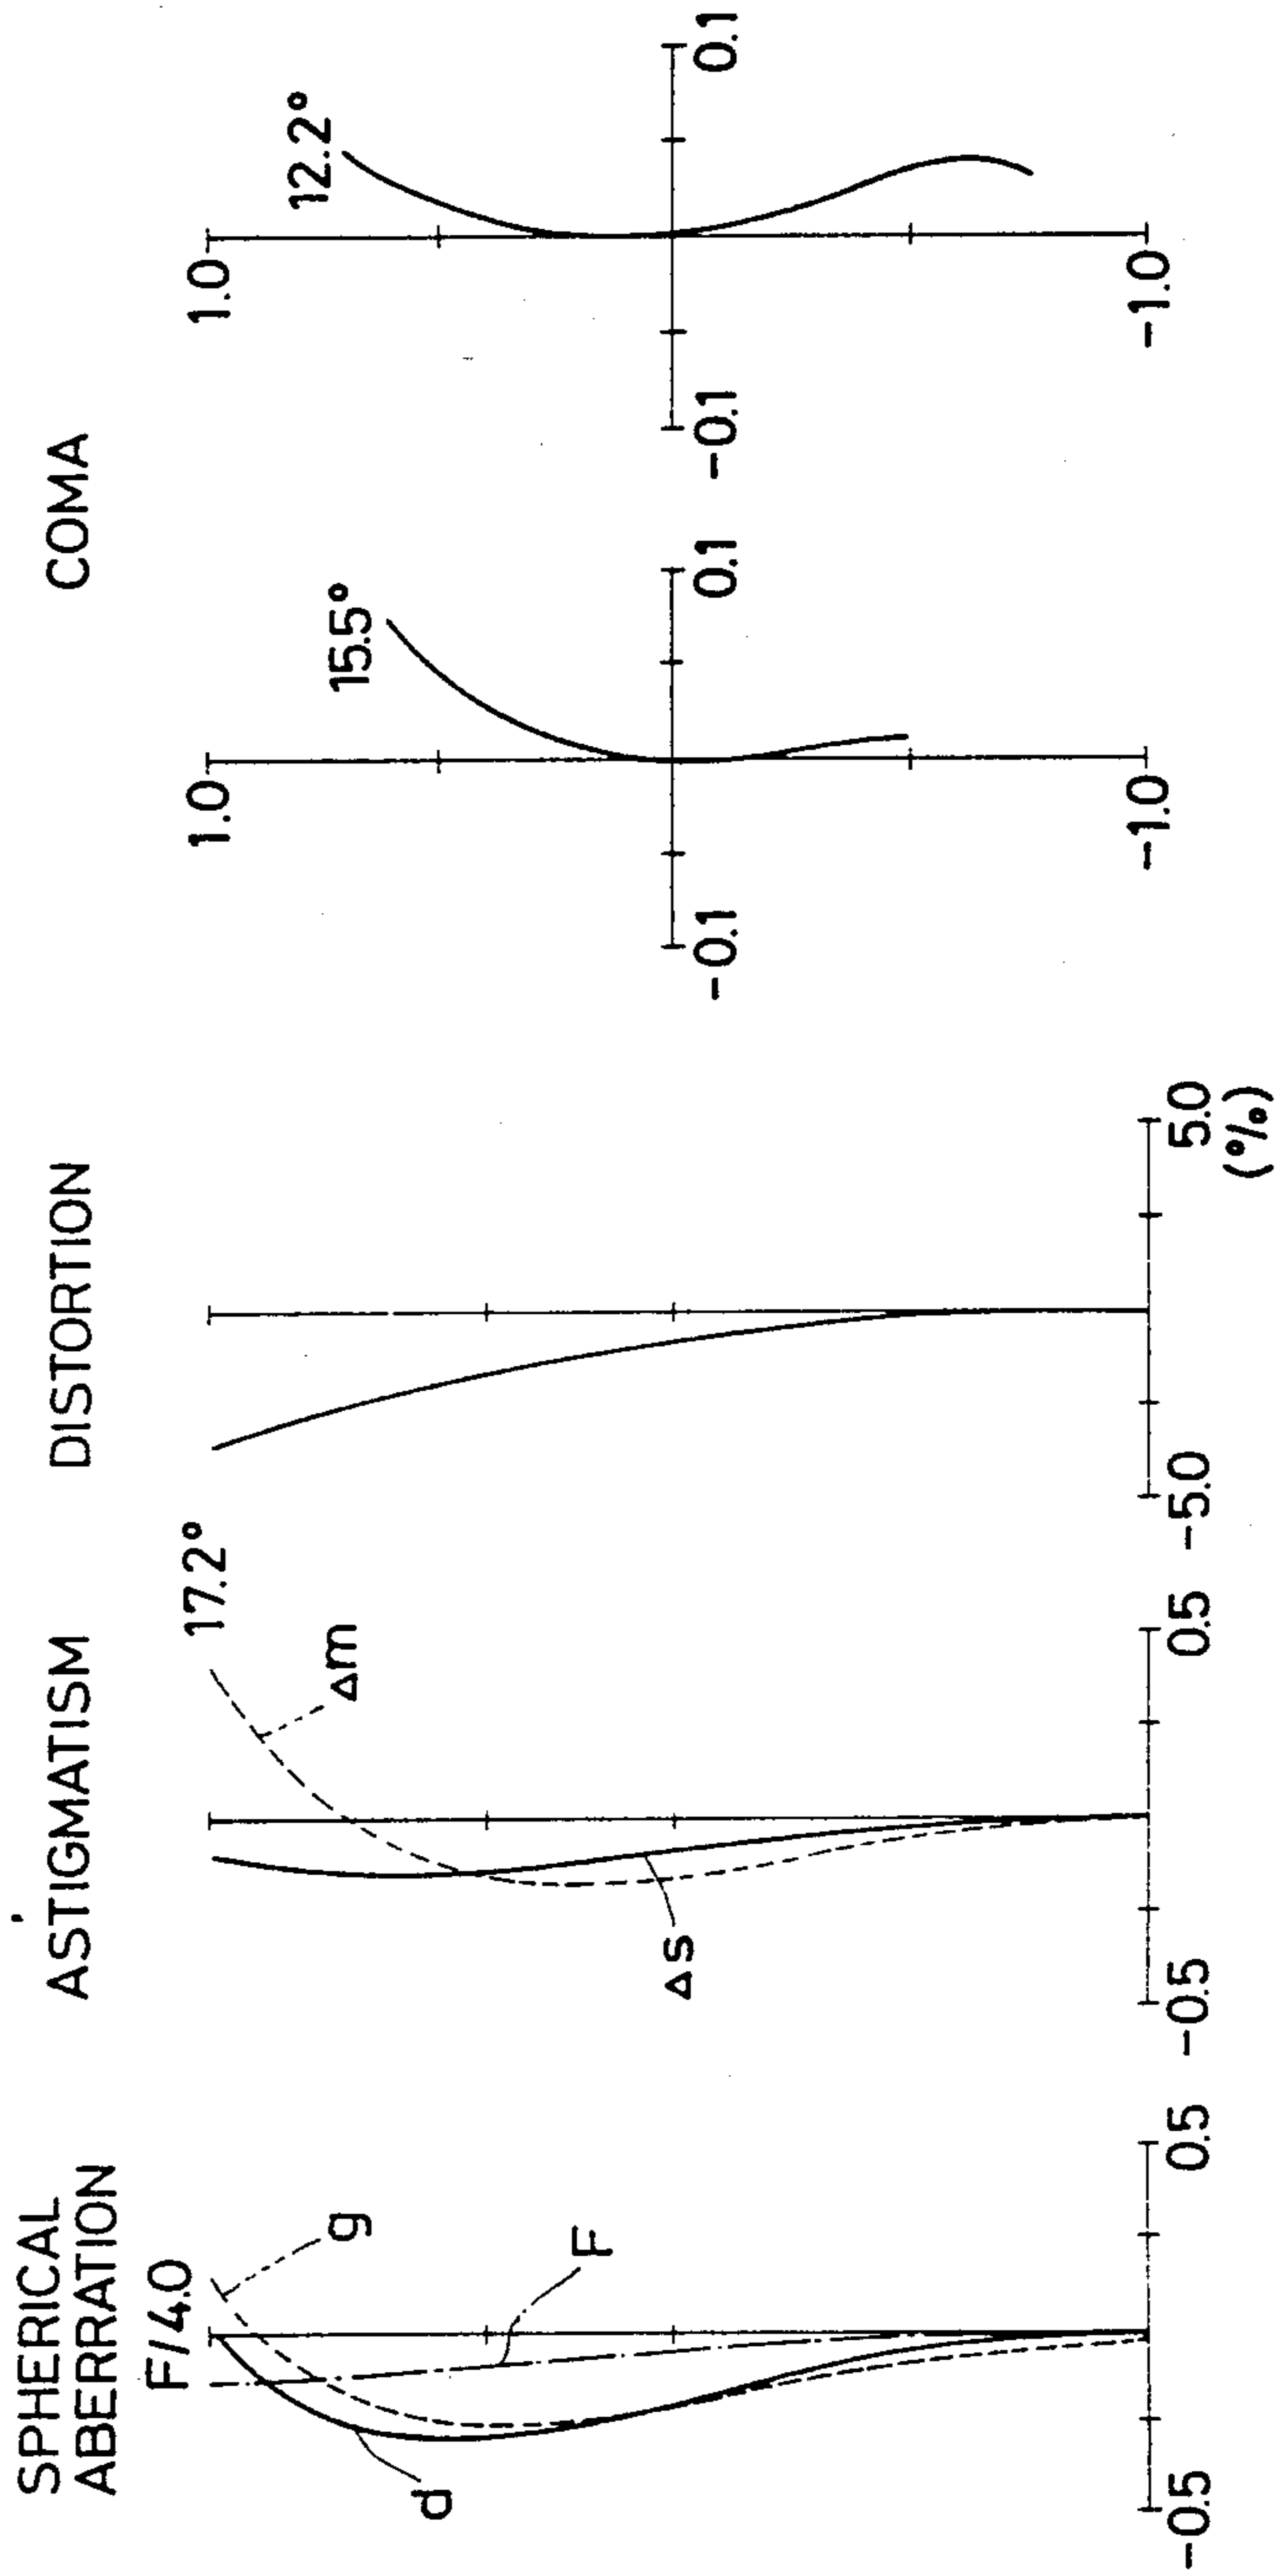 SPHERICAL
ABERRATION
F/4.0
g
F
d
-0.5
0.5
ASTIGMATISM
17.2°
Δm
Δs
-0.5
0.5
DISTORTION
-5.0
5.0
(%)
COMA
1.0
15.5°
-0.1
0.1
-1.0
1.0
12.2°
-0.1
0.1
-1.0